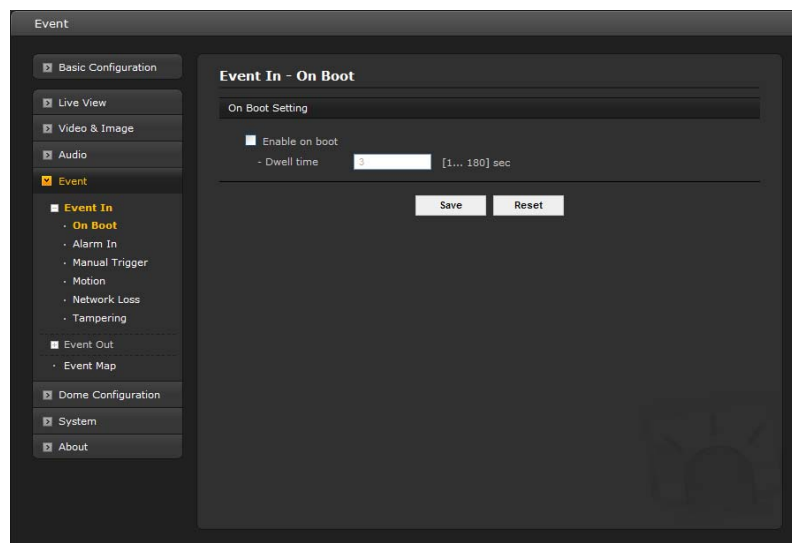 Event
Basic Configuration
Live View
Video & Image
Audio
Event
Event In
· On Boot
· Alarm In
· Manual Trigger
· Motion
· Network Loss
· Tampering
Event Out
· Event Map
Dome Configuration
System
About
Event In - On Boot
On Boot Setting
Enable on boot
- Dwell time 3 [1... 180] sec
Save Reset